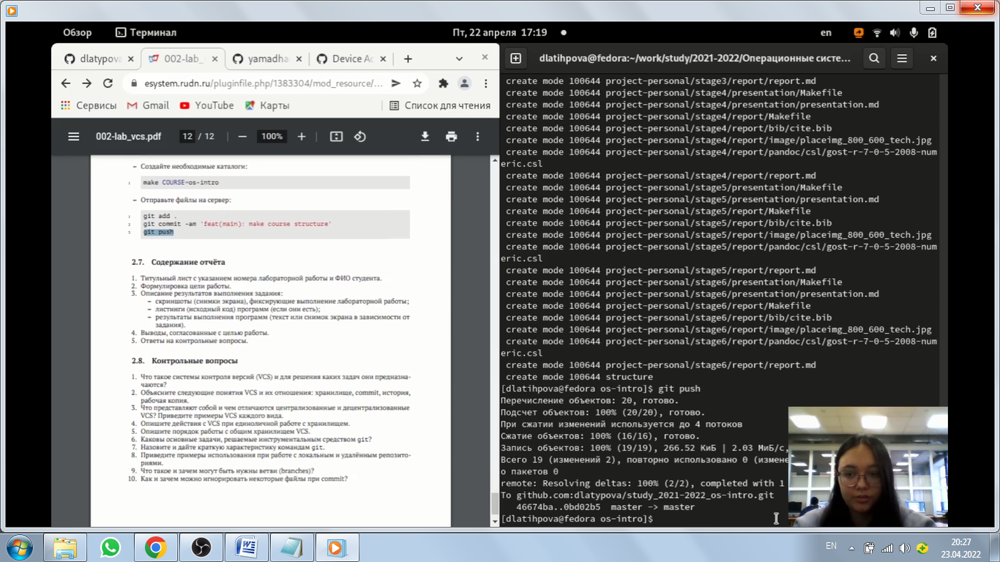 Обзор
Терминал
Пт, 22 апреля 17:19
en
dlatypova
002-lab_
yamadha
Device Ac
dlatihpova@fedora:~/work/study/2021-2022/Операционные систе...
esystem.rudn.ru/pluginfile.php/1383304/mod_resource/...
Сервисы
Gmail
YouTube
Карты
Список для чтения
002-lab_vcs.pdf
12 / 12
100%
– Создайте необходимые каталоги:
1 make COURSE=os-intro
– Отправьте файлы на сервер:
1 git add .
2 git commit -am 'feat(main): make course structure'
3 git push
2.7. Содержание отчёта
1. Титульный лист с указанием номера лабораторной работы и ФИО студента.
2. Формулировка цели работы.
3. Описание результатов выполнения задания:
– скриншоты (снимки экрана), фиксирующие выполнение лабораторной работы;
– листинги (исходный код) программ (если они есть);
– результаты выполнения программ (текст или снимок экрана в зависимости от
задания).
4. Выводы, согласованные с целью работы.
5. Ответы на контрольные вопросы.
2.8. Контрольные вопросы
1. Что такое системы контроля версий (VCS) и для решения каких задач они предназна-
чаются?
2. Объясните следующие понятия VCS и их отношения: хранилище, commit, история,
рабочая копия.
3. Что представляют собой и чем отличаются централизованные и децентрализованные
VCS? Приведите примеры VCS каждого вида.
4. Опишите действия с VCS при единоличной работе с хранилищем.
5. Опишите порядок работы с общим хранилищем VCS.
6. Каковы основные задачи, решаемые инструментальным средством git?
7. Назовите и дайте краткую характеристику командам git.
8. Приведите примеры использования при работе с локальным и удалённым репозито-
риями.
9. Что такое и зачем могут быть нужны ветви (branches)?
10. Как и зачем можно игнорировать некоторые файлы при commit?
create mode 100644 project-personal/stage3/report/report.md
create mode 100644 project-personal/stage4/presentation/Makefile
create mode 100644 project-personal/stage4/presentation/presentation.md
create mode 100644 project-personal/stage4/report/Makefile
create mode 100644 project-personal/stage4/report/bib/cite.bib
create mode 100644 project-personal/stage4/report/image/placeimg_800_600_tech.jpg
create mode 100644 project-personal/stage4/report/pandoc/csl/gost-r-7-0-5-2008-num
eric.csl
create mode 100644 project-personal/stage4/report/report.md
create mode 100644 project-personal/stage5/presentation/Makefile
create mode 100644 project-personal/stage5/presentation/presentation.md
create mode 100644 project-personal/stage5/report/Makefile
create mode 100644 project-personal/stage5/report/bib/cite.bib
create mode 100644 project-personal/stage5/report/image/placeimg_800_600_tech.jpg
create mode 100644 project-personal/stage5/report/pandoc/csl/gost-r-7-0-5-2008-num
eric.csl
create mode 100644 project-personal/stage5/report/report.md
create mode 100644 project-personal/stage6/presentation/Makefile
create mode 100644 project-personal/stage6/presentation/presentation.md
create mode 100644 project-personal/stage6/report/Makefile
create mode 100644 project-personal/stage6/report/bib/cite.bib
create mode 100644 project-personal/stage6/report/image/placeimg_800_600_tech.jpg
create mode 100644 project-personal/stage6/report/pandoc/csl/gost-r-7-0-5-2008-num
eric.csl
create mode 100644 project-personal/stage6/report/report.md
create mode 100644 structure
[dlatihpova@fedora os-intro]$ git push
Перечисление объектов: 20, готово.
Подсчет объектов: 100% (20/20), готово.
При сжатии изменений используется до 4 потоков
Сжатие объектов: 100% (16/16), готово.
Запись объектов: 100% (19/19), 266.52 КиБ | 2.03 МиБ/с,
Всего 19 (изменений 2), повторно использовано 0 (измене
о пакетов 0
remote: Resolving deltas: 100% (2/2), completed with 1
To github.com:dlatypova/study_2021-2022_os-intro.git
46674ba..0bd02b5 master -> master
[dlatihpova@fedora os-intro]$
EN
20:27
23.04.2022